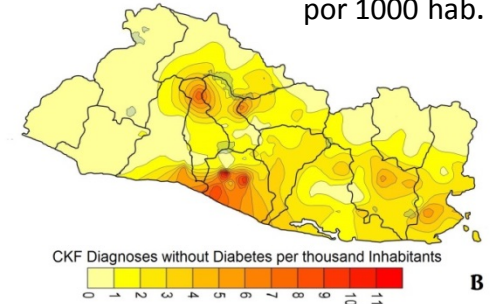 por 1000 hab.
CKF Diagnoses without Diabetes per thousand Inhabitants
B
0 1 2 3 4 5 6 7 8 9 10 11